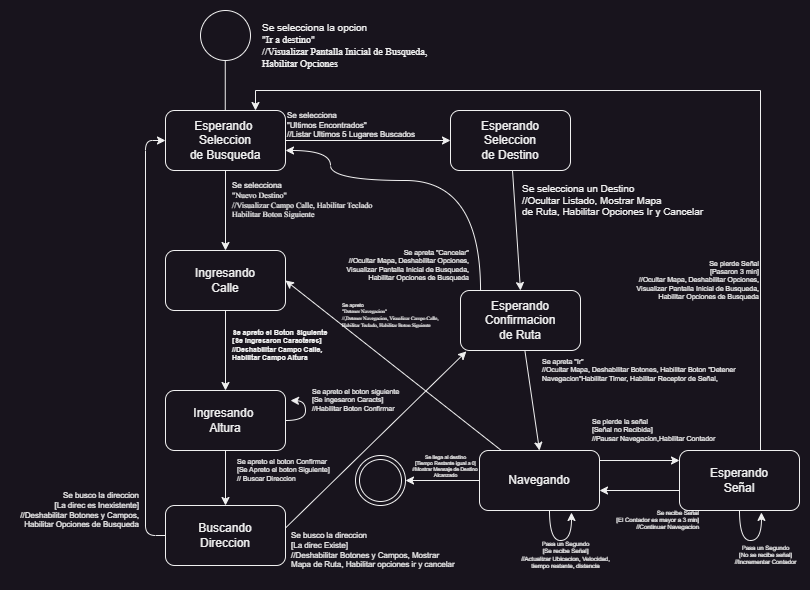 Se selecciona la opcion
"Ir a destino"
//Visualizar Pantalla Inicial de Busqueda,
Habilitar Opciones
Esperando
Seleccion
de Busqueda
Se selecciona
"Ultimos Encontrados"
//Listar Ultimos 5 Lugares Buscados
Esperando
Seleccion
de Destino
Se selecciona
"Nuevo Destino"
//Visualizar Campo Calle, Habilitar Teclado
Habilitar Boton Siguiente
Se selecciona un Destino
//Ocultar Listado, Mostrar Mapa
de Ruta, Habilitar Opciones Ir y Cancelar
Se apreta "Cancelar"
//Ocultar Mapa, Deshabilitar Opciones,
Visualizar Pantalla Inicial de Busqueda,
Habilitar Opciones de Busqueda
Se pierde Señal
[Pasaron 3 min]
//Ocultar Mapa, Deshabilitar Opciones,
Visualizar Pantalla Inicial de Busqueda,
Habilitar Opciones de Busqueda
Ingresando
Calle
Se apreto
"Detener Navegacion"
//,Detener Navegacion, Visualizar Campo Calle,
Habilitar Teclado, Habilitar Boton Siguiente
Esperando
Confirmacion
de Ruta
Se apreto el Boton Siguiente
[Se Ingresaron Caracteres]
//Deshabilitar Campo Calle,
Habilitar Campo Altura
Se apreta "Ir"
//Ocultar Mapa, Deshabilitar Botones, Habilitar Boton "Detener
Navegacion"Habilitar Timer, Habilitar Receptor de Señal,
Ingresando
Altura
Se apreto el boton siguiente
[Se ingesaron Caracts]
//Habilitar Boton Confirmar
Se pierde la señal
[Señal no Recibida]
//Pausar Navegacion,Habilitar Contador
Se apreto el boton Confirmar
[Se Apreto el boton Siguiente]
// Buscar Direccion
Se llega al destino
[Tiempo Restante igual a 0]
//Mostrar Mensaje de Destino
Alcanzado
Navegando
Esperando
Señal
Se busco la direccion
[La direc es Inexistente]
//Deshabilitar Botones y Campos,
Habilitar Opciones de Busqueda
Buscando
Direccion
Se recibe Señal
[El Contador es mayor a 3 min]
//Continuar Navegacion
Se busco la direccion
[La direc Existe]
//Deshabilitar Botones y Campos, Mostrar
Mapa de Ruta, Habilitar opciones ir y cancelar
Pasa un Segundo
[Se recibe Señal]
//Actualizar Ubicacion, Velocidad,
tiempo restante, distancia
Pasa un Segundo
[No se recibe señal]
//Incrementar Contador